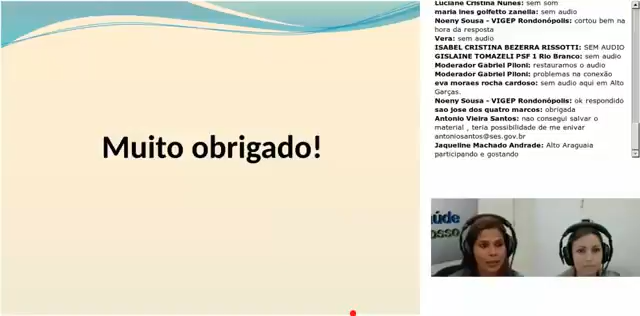 Muito obrigado!
Luciane Cristina Nunes: sem som
maria ines golfetto zanella: sem audio
Noeny Sousa - VIGEP Rondonópolis: cortou bem na
hora da resposta
Vera: sem audio
ISABEL CRISTINA BEZERRA RISSOTTI: SEM AUDIO
GISLAINE TOMAZELI PSF 1 Rio Branco: sem audio
Moderador Gabriel Piloni: restauramos o audio
Moderador Gabriel Piloni: problemas na conexão
eva moraes rocha cardoso: sem audio aqui em Alto
Garças.
Noeny Sousa - VIGEP Rondonópolis: ok respondido
sao jose dos quatro marcos: obrigada
Antonio Vieira Santos: nao consegui salvar o
material , teria possibilidade de me enivar
antoniosantos@ses.gov.br
Jaqueline Machado Andrade: Alto Araguaia
participando e gostando
úde
osso